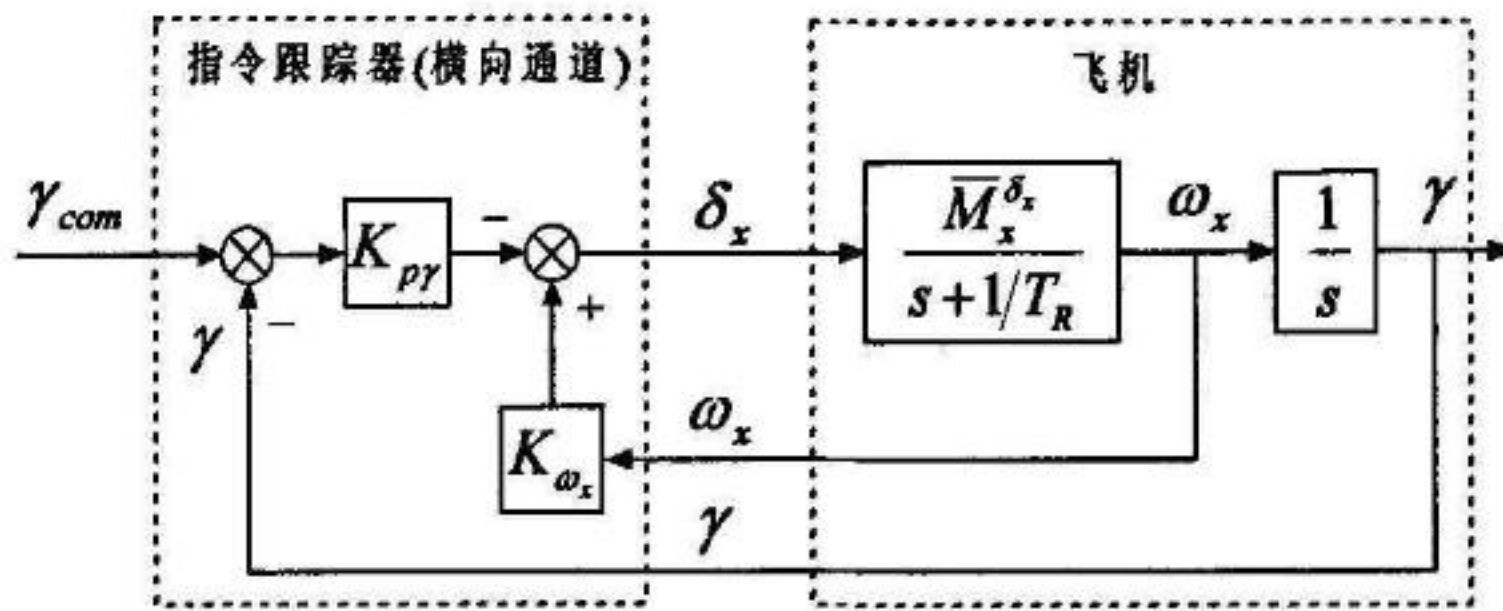 指令跟踪器(横向通道)
飞机
γ_com
γ
−
K_pγ
−
+
K_ω_x
δ_x
M̅_x^δ_x
s+1/T_R
ω_x
1
s
γ
ω_x
γ